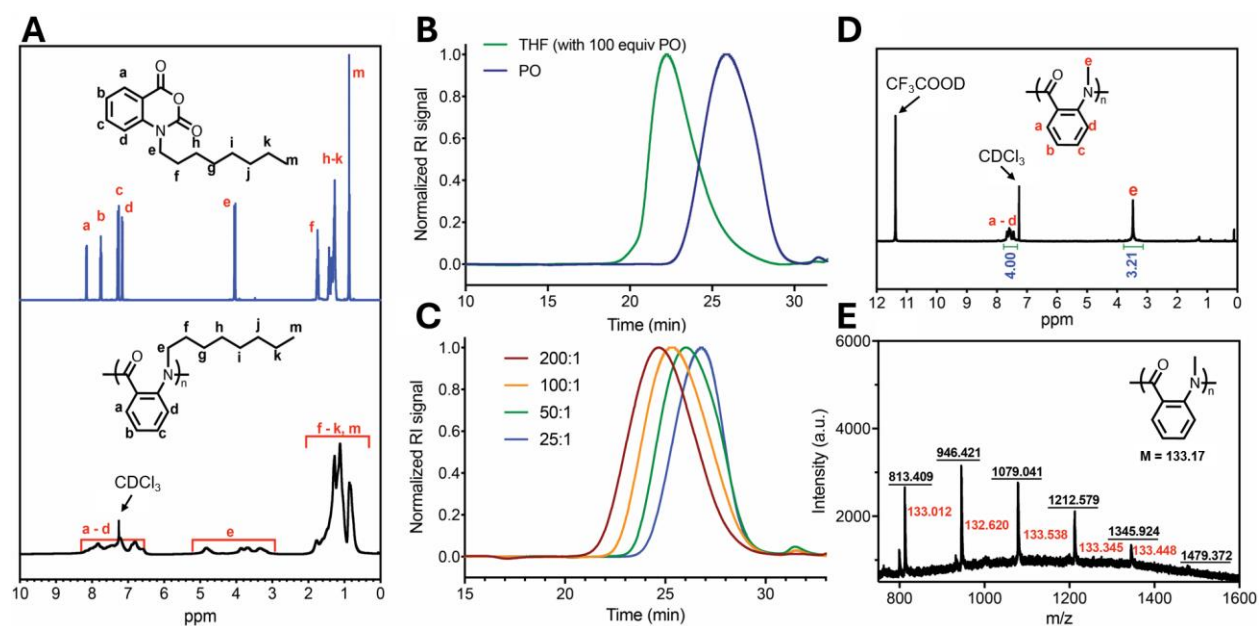 A
a
b
c
d
O
O
N
O
e
f
g
h
i
j
k
m
m
h-k
a
b
c
d
e
f
O
N
n
a
b
c
d
e
f
g
h
i
j
k
m
CDCl3
a - d
e
f - k, m
10 9 8 7 6 5 4 3 2 1 0
ppm
B
THF (with 100 equiv PO)
PO
Normalized RI signal
1.0
0.8
0.6
0.4
0.2
0.0
10 15 20 25 30
Time (min)
C
200:1
100:1
50:1
25:1
Normalized RI signal
1.0
0.8
0.6
0.4
0.2
0.0
15 20 25 30
Time (min)
D
CF3COOD
CDCl3
O
N
n
e
a
b
c
d
a - d
e
4.00
3.21
12 11 10 9 8 7 6 5 4 3 2 1 0
ppm
E
O
N
n
M = 133.17
Intensity (a.u.)
6000
4000
2000
813.409
946.421
1079.041
1212.579
1345.924
1479.372
133.012
132.620
133.538
133.345
133.448
800 1000 1200 1400 1600
m/z